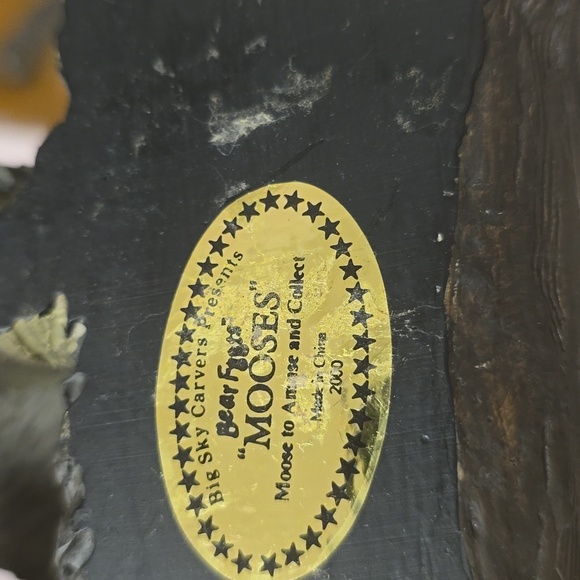 Big Sky Carvers Presents
Bear Foots
"MOOSES"
Moose to Amuse and Collect
Made in China
2000